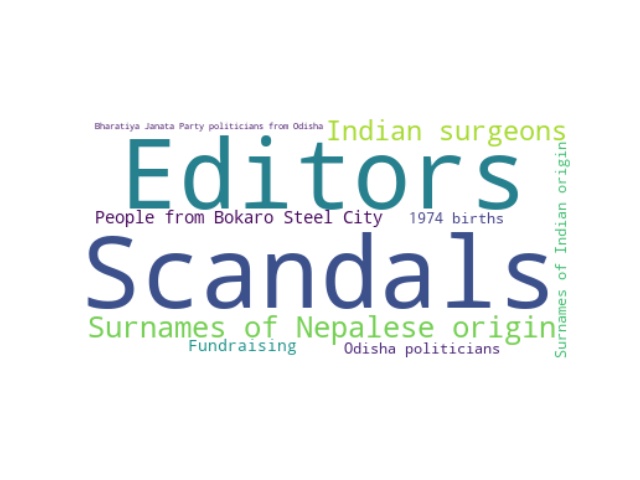 Bharatiya Janata Party politicians from Odisha
Indian surgeons
Editors
People from Bokaro Steel City
1974 births
Surnames of Indian origin
Scandals
Surnames of Nepalese origin
Fundraising
Odisha politicians